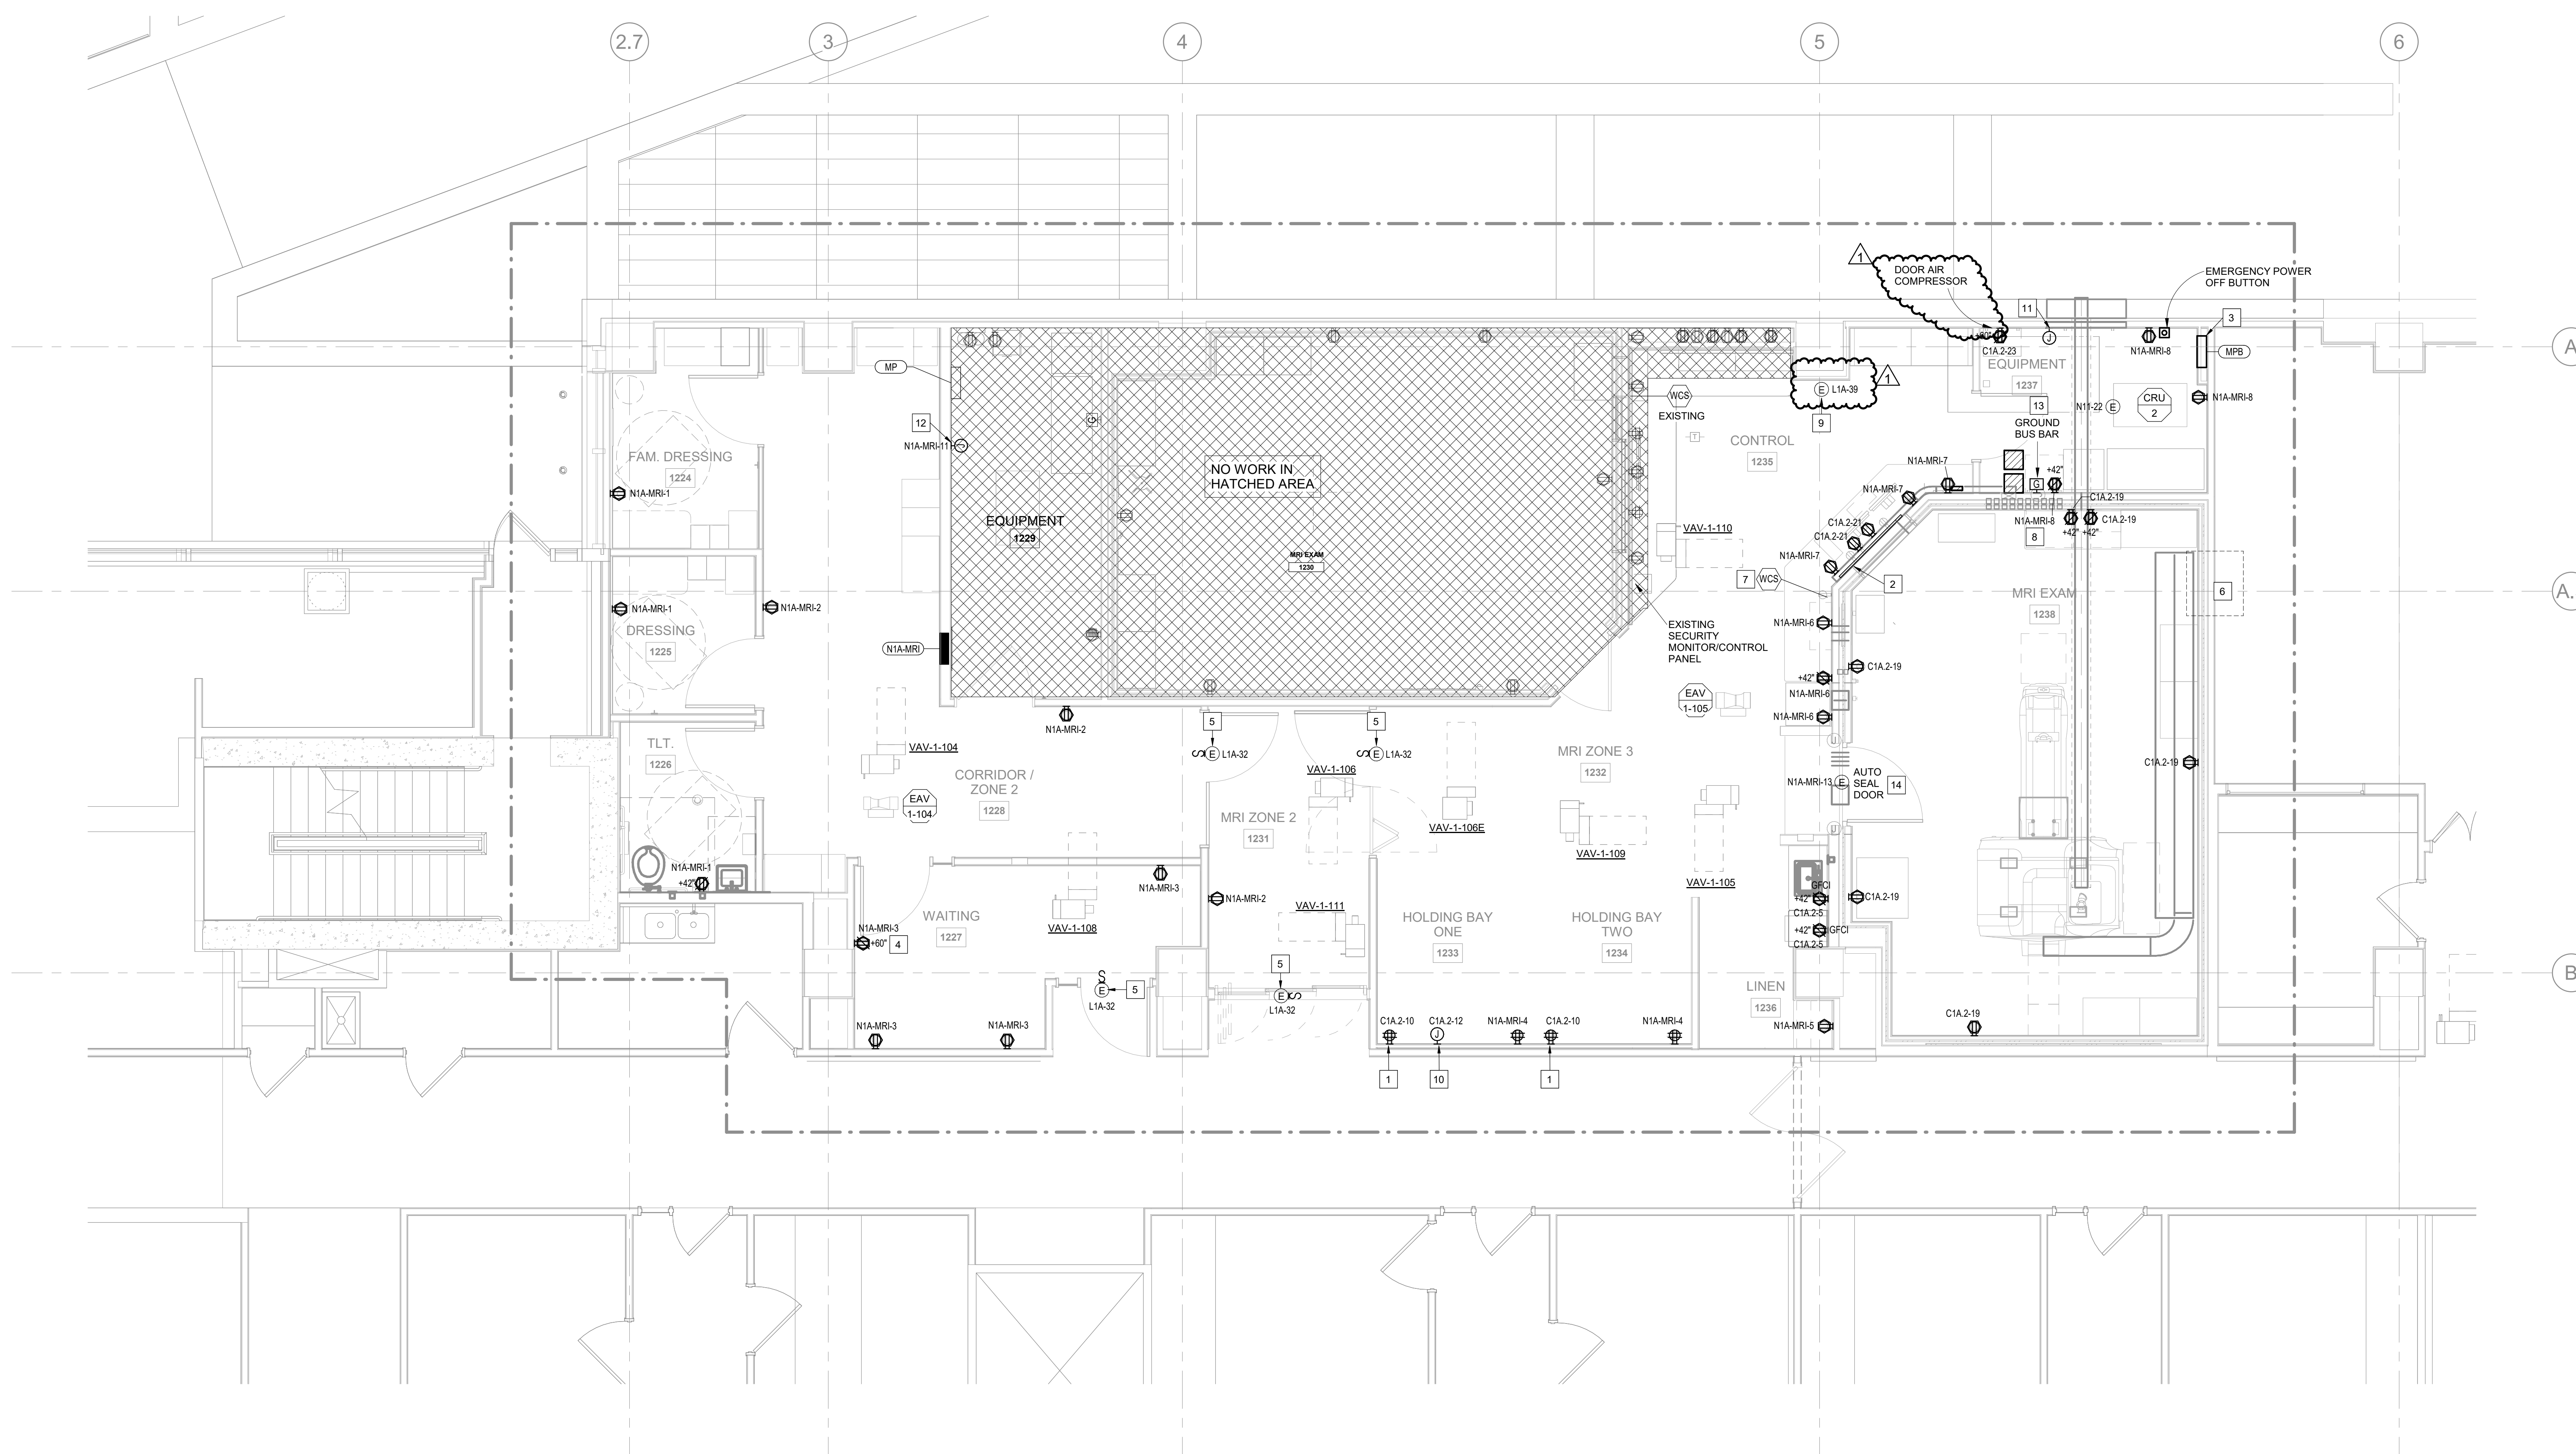 2.7
3
4
5
6
1
DOOR AIR
COMPRESSOR
11
EMERGENCY POWER
OFF BUTTON
3
J
C1A.2-23
N1A-MRI-8
MPB
A
EQUIPMENT
1237
MP
WCS
EXISTING
E
L1A-39
1
9
N11-22
E
CRU
2
N1A-MRI-8
13
GROUND
BUS BAR
12
N1A-MRI-11
J
G
CONTROL
1235
FAM. DRESSING
1224
N1A-MRI-1
NO WORK IN
HATCHED AREA
N1A-MRI-7
+42"
G
N1A-MRI-7
C1A.2-19
N1A-MRI-8
C1A.2-19
+42"
+42"
8
T
EQUIPMENT
1229
C1A.2-21
C1A.2-21
VAV-1-110
MRI EXAM
1230
N1A-MRI-7
7
WCS
2
MRI EXAM
1238
6
N1A-MRI-1
DRESSING
1225
N1A-MRI-2
N1A-MRI
EXISTING
SECURITY
MONITOR/CONTROL
PANEL
N1A-MRI-6
C1A.2-19
+42"
N1A-MRI-6
N1A-MRI-6
EAV
1-105
N1A-MRI-2
5
5
S
E
L1A-32
S
E
L1A-32
TLT.
1226
VAV-1-104
CORRIDOR /
ZONE 2
1228
EAV
1-104
VAV-1-106
MRI ZONE 3
1232
C1A.2-19
J
N1A-MRI-13
E
AUTO
SEAL
DOOR
14
MRI ZONE 2
1231
VAV-1-106E
VAV-1-109
J
N1A-MRI-1
+42"
N1A-MRI-3
VAV-1-105
GFCI
+42"
C1A.2-5
C1A.2-19
N1A-MRI-2
VAV-1-111
WAITING
1227
VAV-1-108
HOLDING BAY
ONE
1233
HOLDING BAY
TWO
1234
+42"
GFCI
C1A.2-5
N1A-MRI-3
+60"
4
B
S
E
5
L1A-32
5
E
S
L1A-32
LINEN
1236
N1A-MRI-3
N1A-MRI-3
C1A.2-10
C1A.2-12
J
N1A-MRI-4
C1A.2-10
N1A-MRI-4
N1A-MRI-5
C1A.2-19
1
10
1